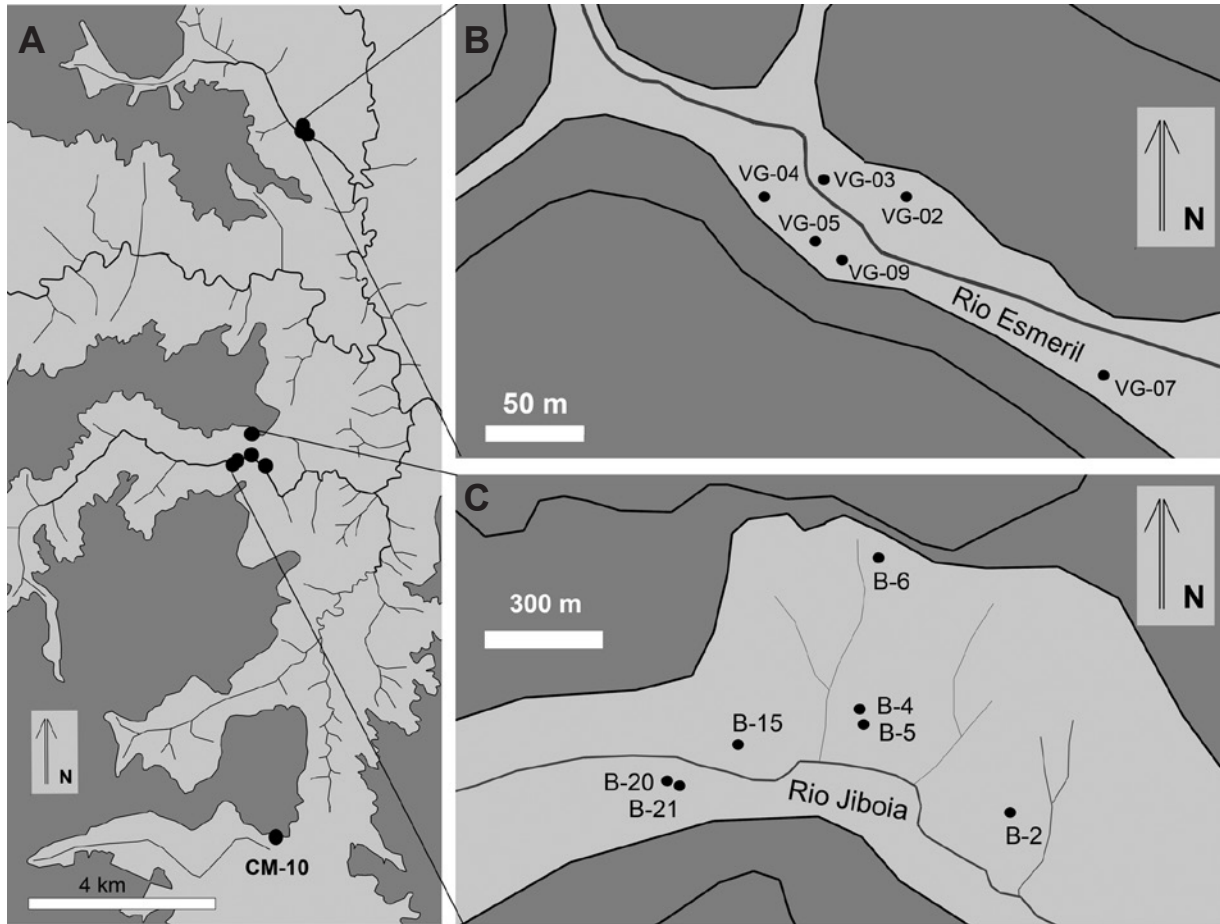 A
N
CM-10
4 km
B
N
VG-04
VG-03
VG-02
VG-05
VG-09
Rio Esmeril
VG-07
50 m
C
N
B-6
300 m
B-4
B-5
B-15
B-20
B-21
Rio Jiboia
B-2